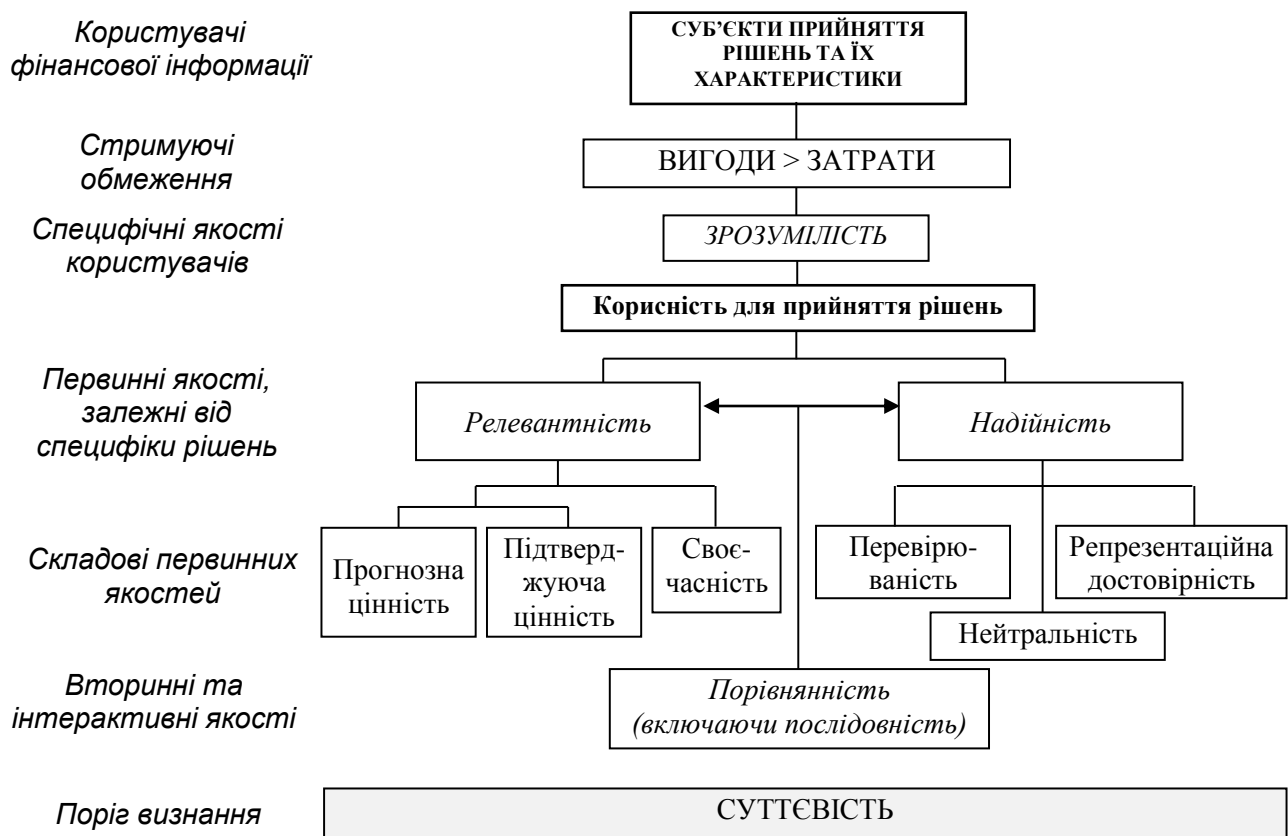 Користувачі
фінансової інформації
СУБ’ЄКТИ ПРИЙНЯТТЯ
РІШЕНЬ ТА ЇХ
ХАРАКТЕРИСТИКИ
Стримуючі
обмеження
ВИГОДИ > ЗАТРАТИ
Специфічні якості
користувачів
ЗРОЗУМІЛІСТЬ
Корисність для прийняття рішень
Первинні якості,
залежні від
специфіки рішень
Релевантність
Надійність
Складові первинних
якостей
Прогнозна
цінність
Підтверд-
жуюча
цінність
Своє-
часність
Перевірю-
ваність
Репрезентаційна
достовірність
Нейтральність
Вторинні та
інтерактивні якості
Порівнянність
(включаючи послідовність)
Поріг визнання
СУТТЄВІСТЬ